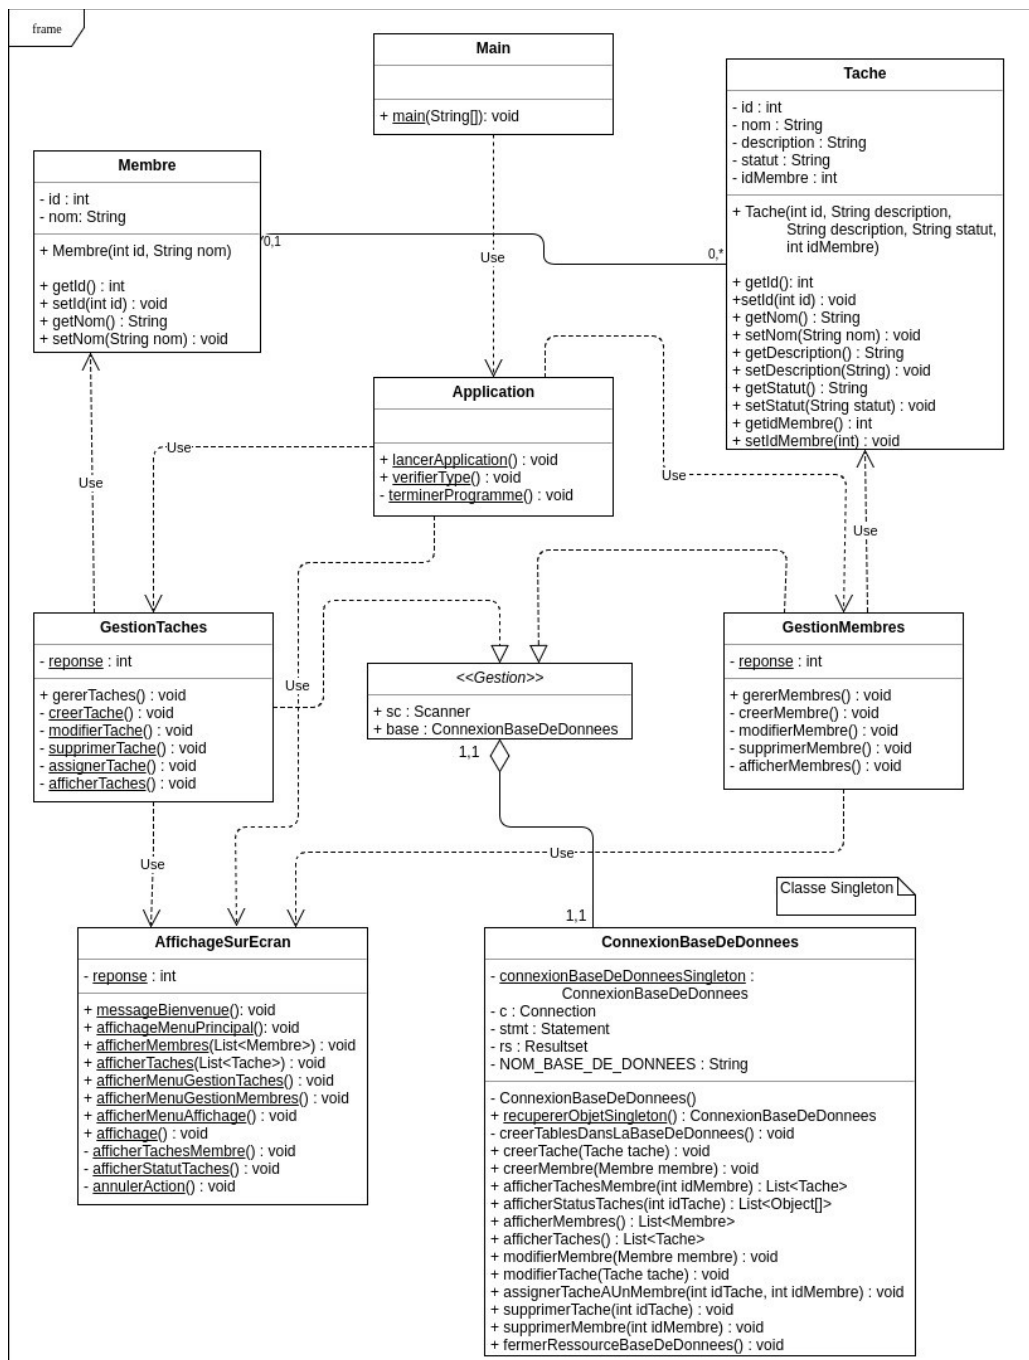 frame
Main
+ main(String[]): void
Tache
- id : int
- nom : String
- description : String
- statut : String
- idMembre : int
+ Tache(int id, String description,
String description, String statut,
int idMembre)
+ getId(): int
+setId(int id) : void
+ getNom() : String
+ setNom(String nom) : void
+ getDescription() : String
+ setDescription(String) : void
+ getStatut() : String
+ setStatut(String statut) : void
+ getidMembre() : int
+ setIdMembre(int) : void
Membre
- id : int
- nom: String
+ Membre(int id, String nom)
+ getId() : int
+ setId(int id) : void
+ getNom() : String
+ setNom(String nom) : void
0,1
0,*
Use
Application
+ lancerApplication() : void
+ verifierType() : void
- terminerProgramme() : void
Use
Use
Use
Use
GestionTaches
- reponse : int
+ gererTaches() : void
- creerTache() : void
- modifierTache() : void
- supprimerTache() : void
- assignerTache() : void
- afficherTaches() : void
Use
<<Gestion>>
+ sc : Scanner
+ base : ConnexionBaseDeDonnees
1,1
GestionMembres
- reponse : int
+ gererMembres() : void
- creerMembre() : void
- modifierMembre() : void
- supprimerMembre() : void
- afficherMembres() : void
Use
Use
Classe Singleton
1,1
AffichageSurEcran
- reponse : int
+ messageBienvenue(): void
+ affichageMenuPrincipal(): void
+ afficherMembres(List<Membre>) : void
+ afficherTaches(List<Tache>) : void
+ afficherMenuGestionTaches() : void
+ afficherMenuGestionMembres() : void
+ afficherMenuAffichage() : void
+ affichage() : void
- afficherTachesMembre() : void
- afficherStatutTaches() : void
- annulerAction() : void
ConnexionBaseDeDonnees
- connexionBaseDeDonneesSingleton :
ConnexionBaseDeDonnees
- c : Connection
- stmt : Statement
- rs : Resultset
- NOM_BASE_DE_DONNEES : String
- ConnexionBaseDeDonnees()
+ recupererObjetSingleton() : ConnexionBaseDeDonnees
- creerTablesDansLaBaseDeDonnees() : void
+ creerTache(Tache tache) : void
+ creerMembre(Membre membre) : void
+ afficherTachesMembre(int idMembre) : List<Tache>
+ afficherStatusTaches(int idTache) : List<Object[]>
+ afficherMembres() : List<Membre>
+ afficherTaches() : List<Tache>
+ modifierMembre(Membre membre) : void
+ modifierTache(Tache tache) : void
+ assignerTacheAUnMembre(int idTache, int idMembre) : void
+ supprimerTache(int idTache) : void
+ supprimerMembre(int idMembre) : void
+ fermerRessourceBaseDeDonnees() : void